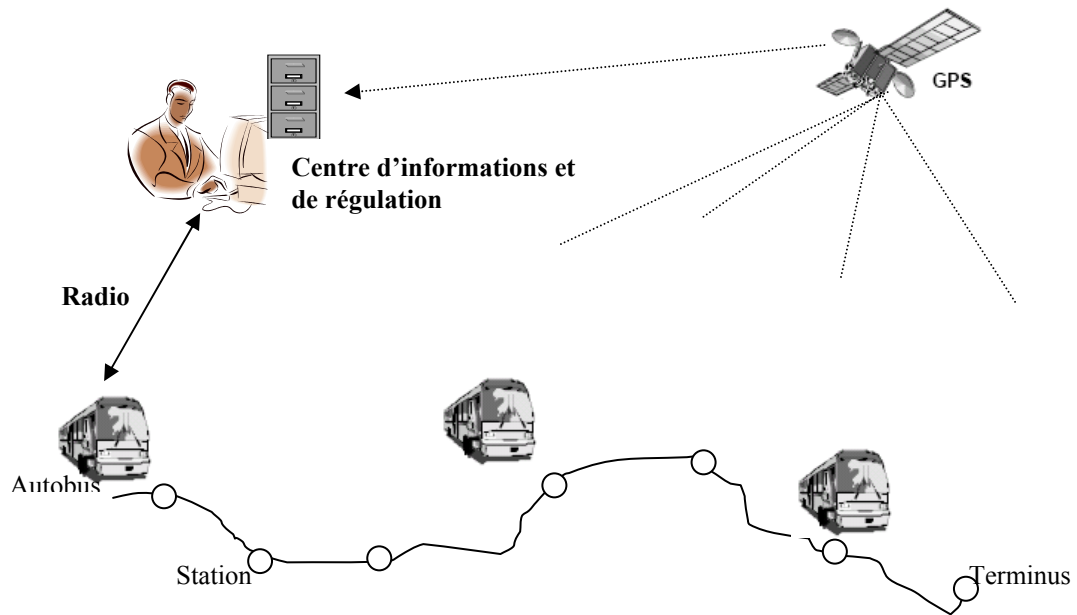 GPS
Centre d’informations et
de régulation
Radio
Autobus
Station
Terminus